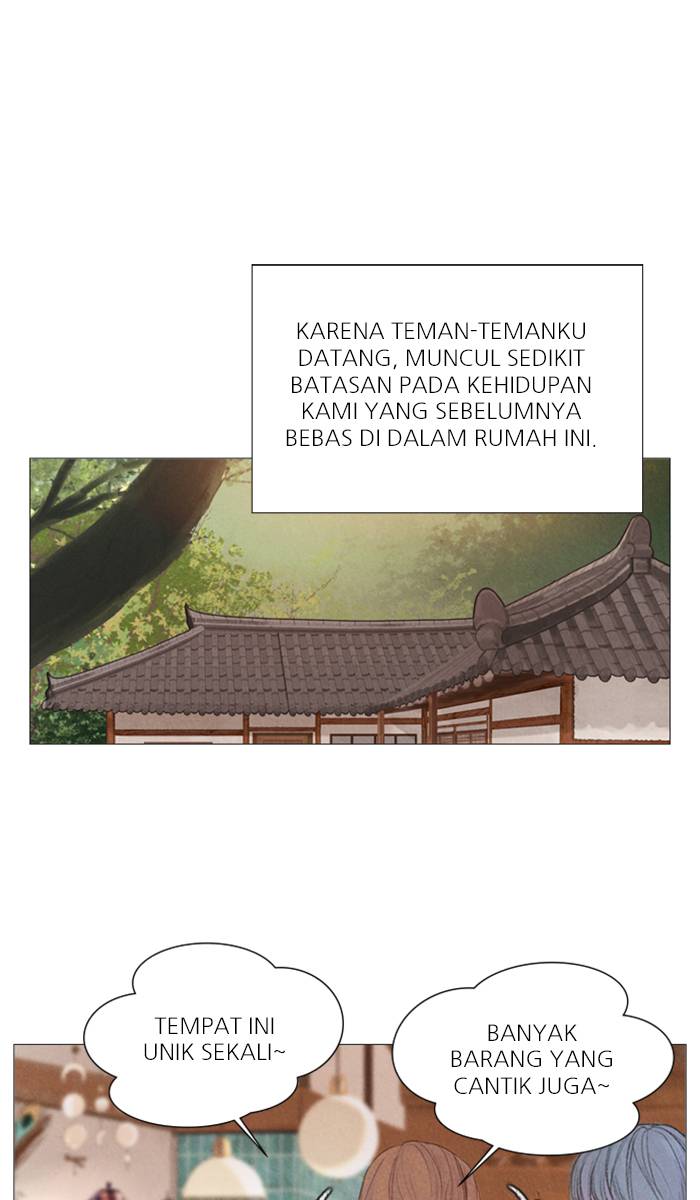 KARENA TEMAN-TEMANKU
DATANG, MUNCUL SEDIKIT
BATASAN PADA KEHIDUPAN
KAMI YANG SEBELUMNYA
BEBAS DI DALAM RUMAH INI.
TEMPAT INI
UNIK SEKALI~
BANYAK
BARANG YANG
CANTIK JUGA~